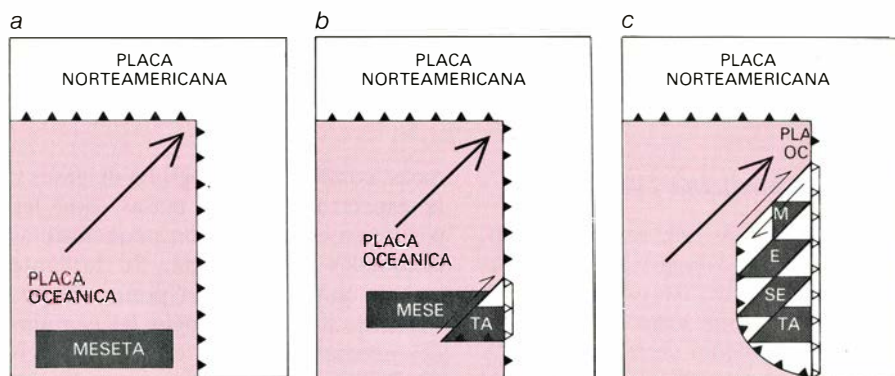 a
PLACA
NORTEAMERICANA
PLACA
OCEANICA
MESETA
b
PLACA
NORTEAMERICANA
PLACA
OCEANICA
MESE
TA
c
PLACA
NORTEAMERICANA
PLA
OC
M
E
SE
TA